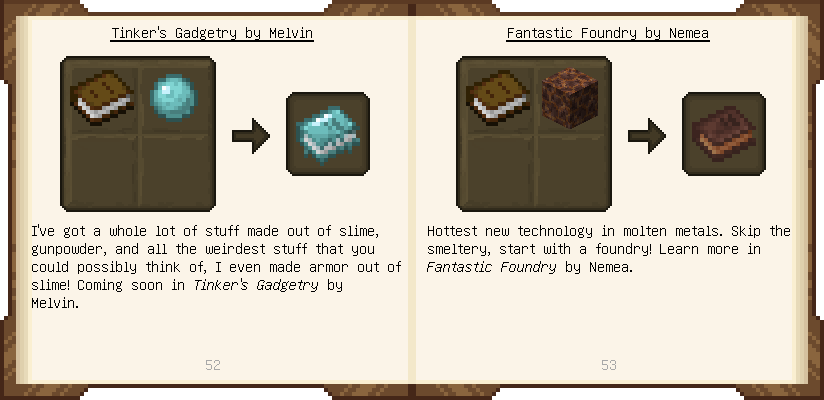 Tinker's Gadgetry by Melvin
I've got a whole lot of stuff made out of slime,
gunpowder, and all the weirdest stuff that you
could possibly think of, I even made armor out of
slime! Coming soon in Tinker's Gadgetry by
Melvin.
52
Fantastic Foundry by Nemea
Hottest new technology in molten metals. Skip the
smeltery, start with a foundry! Learn more in
Fantastic Foundry by Nemea.
53